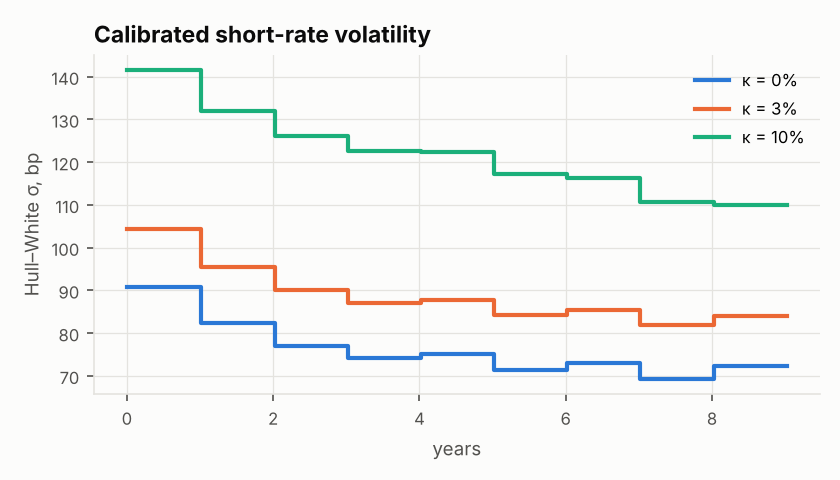 Calibrated short-rate volatility
Hull–White σ, bp
140
130
120
110
100
90
80
70
0 2 4 6 8
years
κ = 0%
κ = 3%
κ = 10%